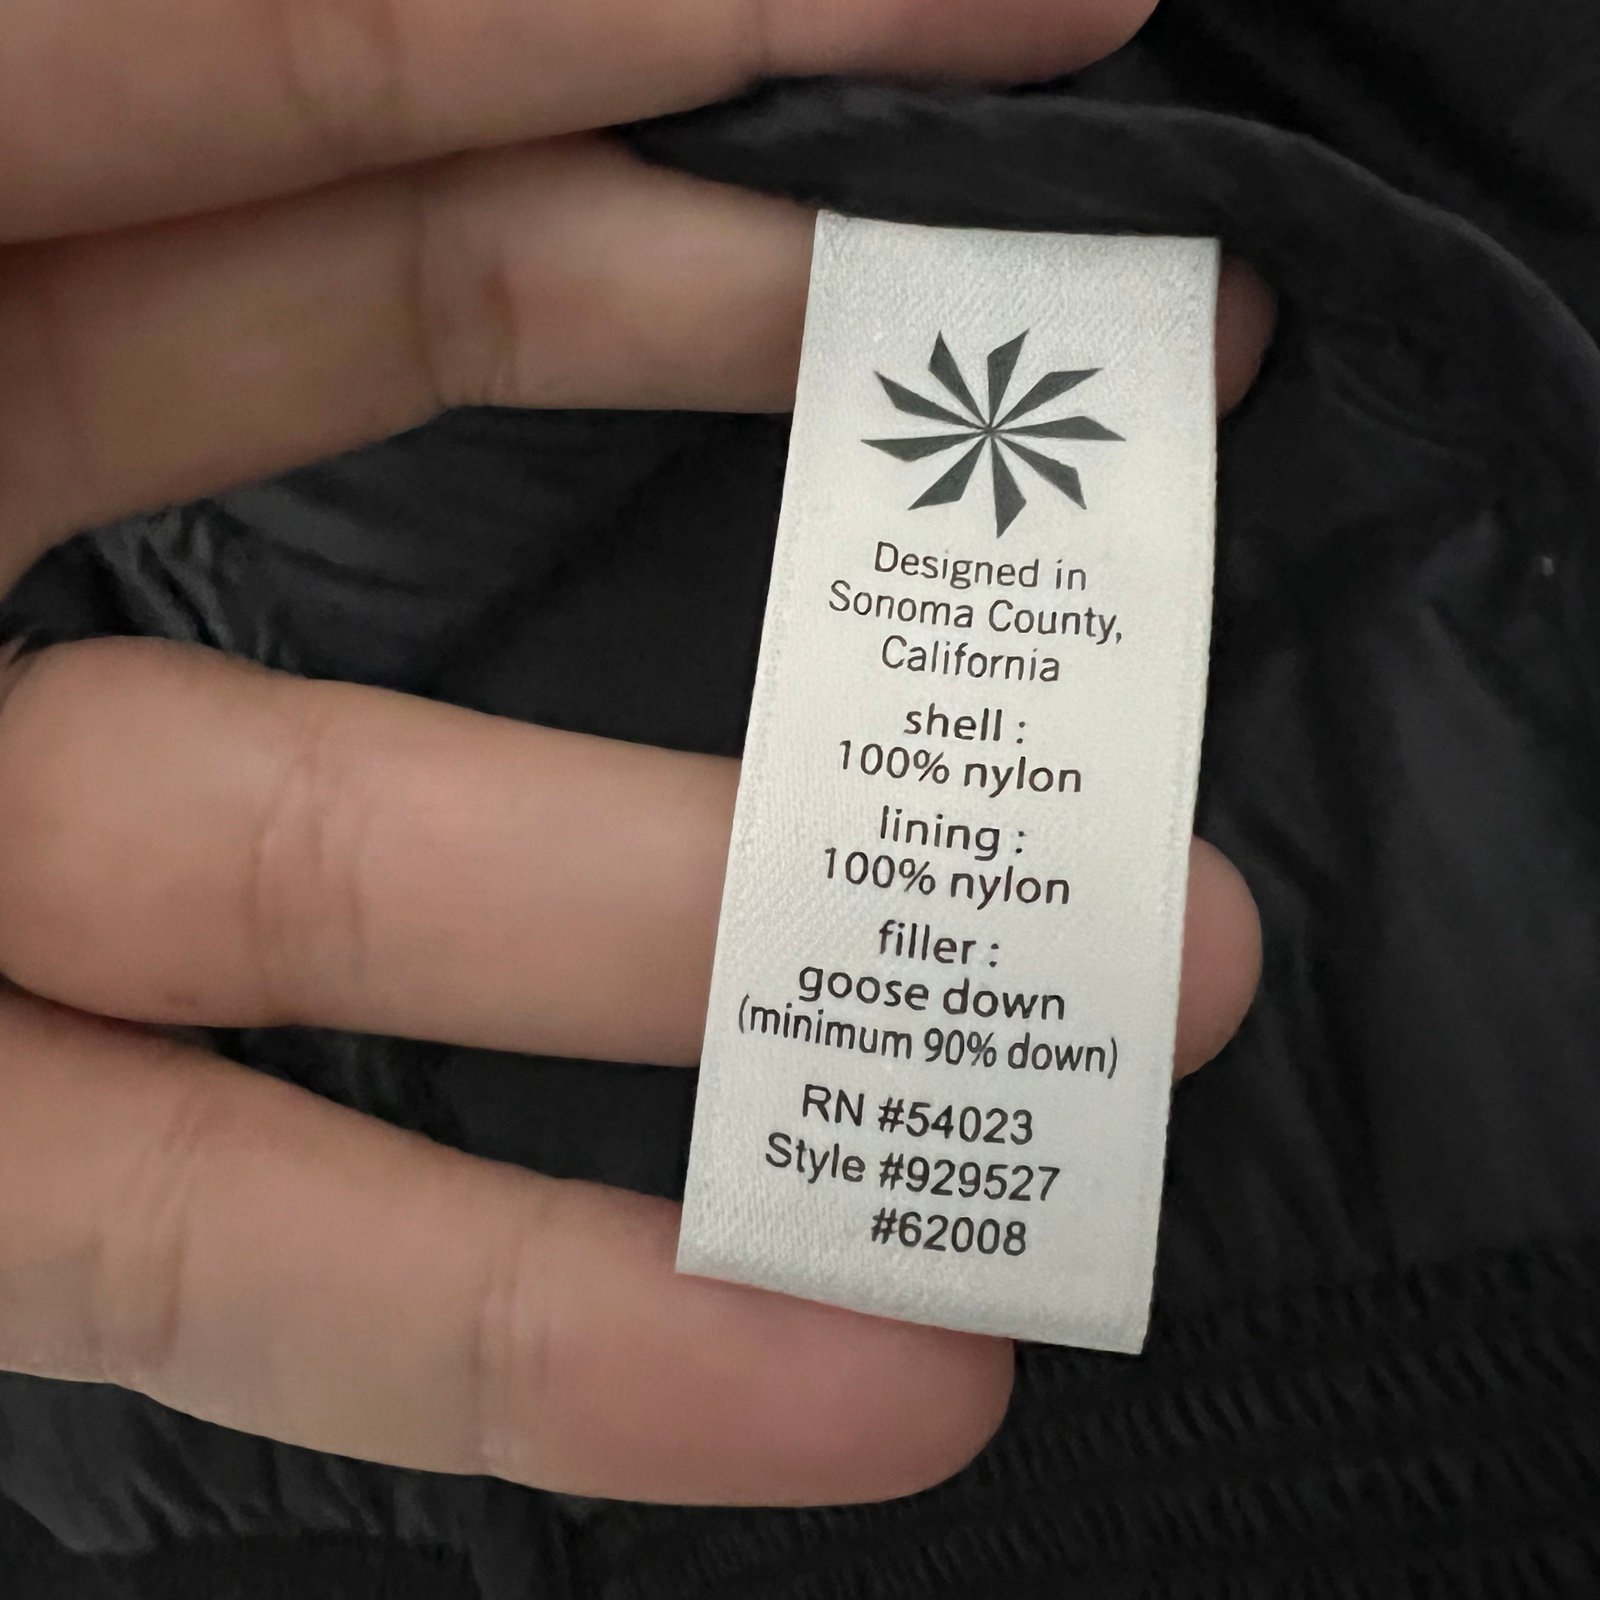 Designed in
Sonoma County,
California
shell :
100% nylon
lining :
100% nylon
filler :
goose down
(minimum 90% down)
RN #54023
Style #929527
#62008